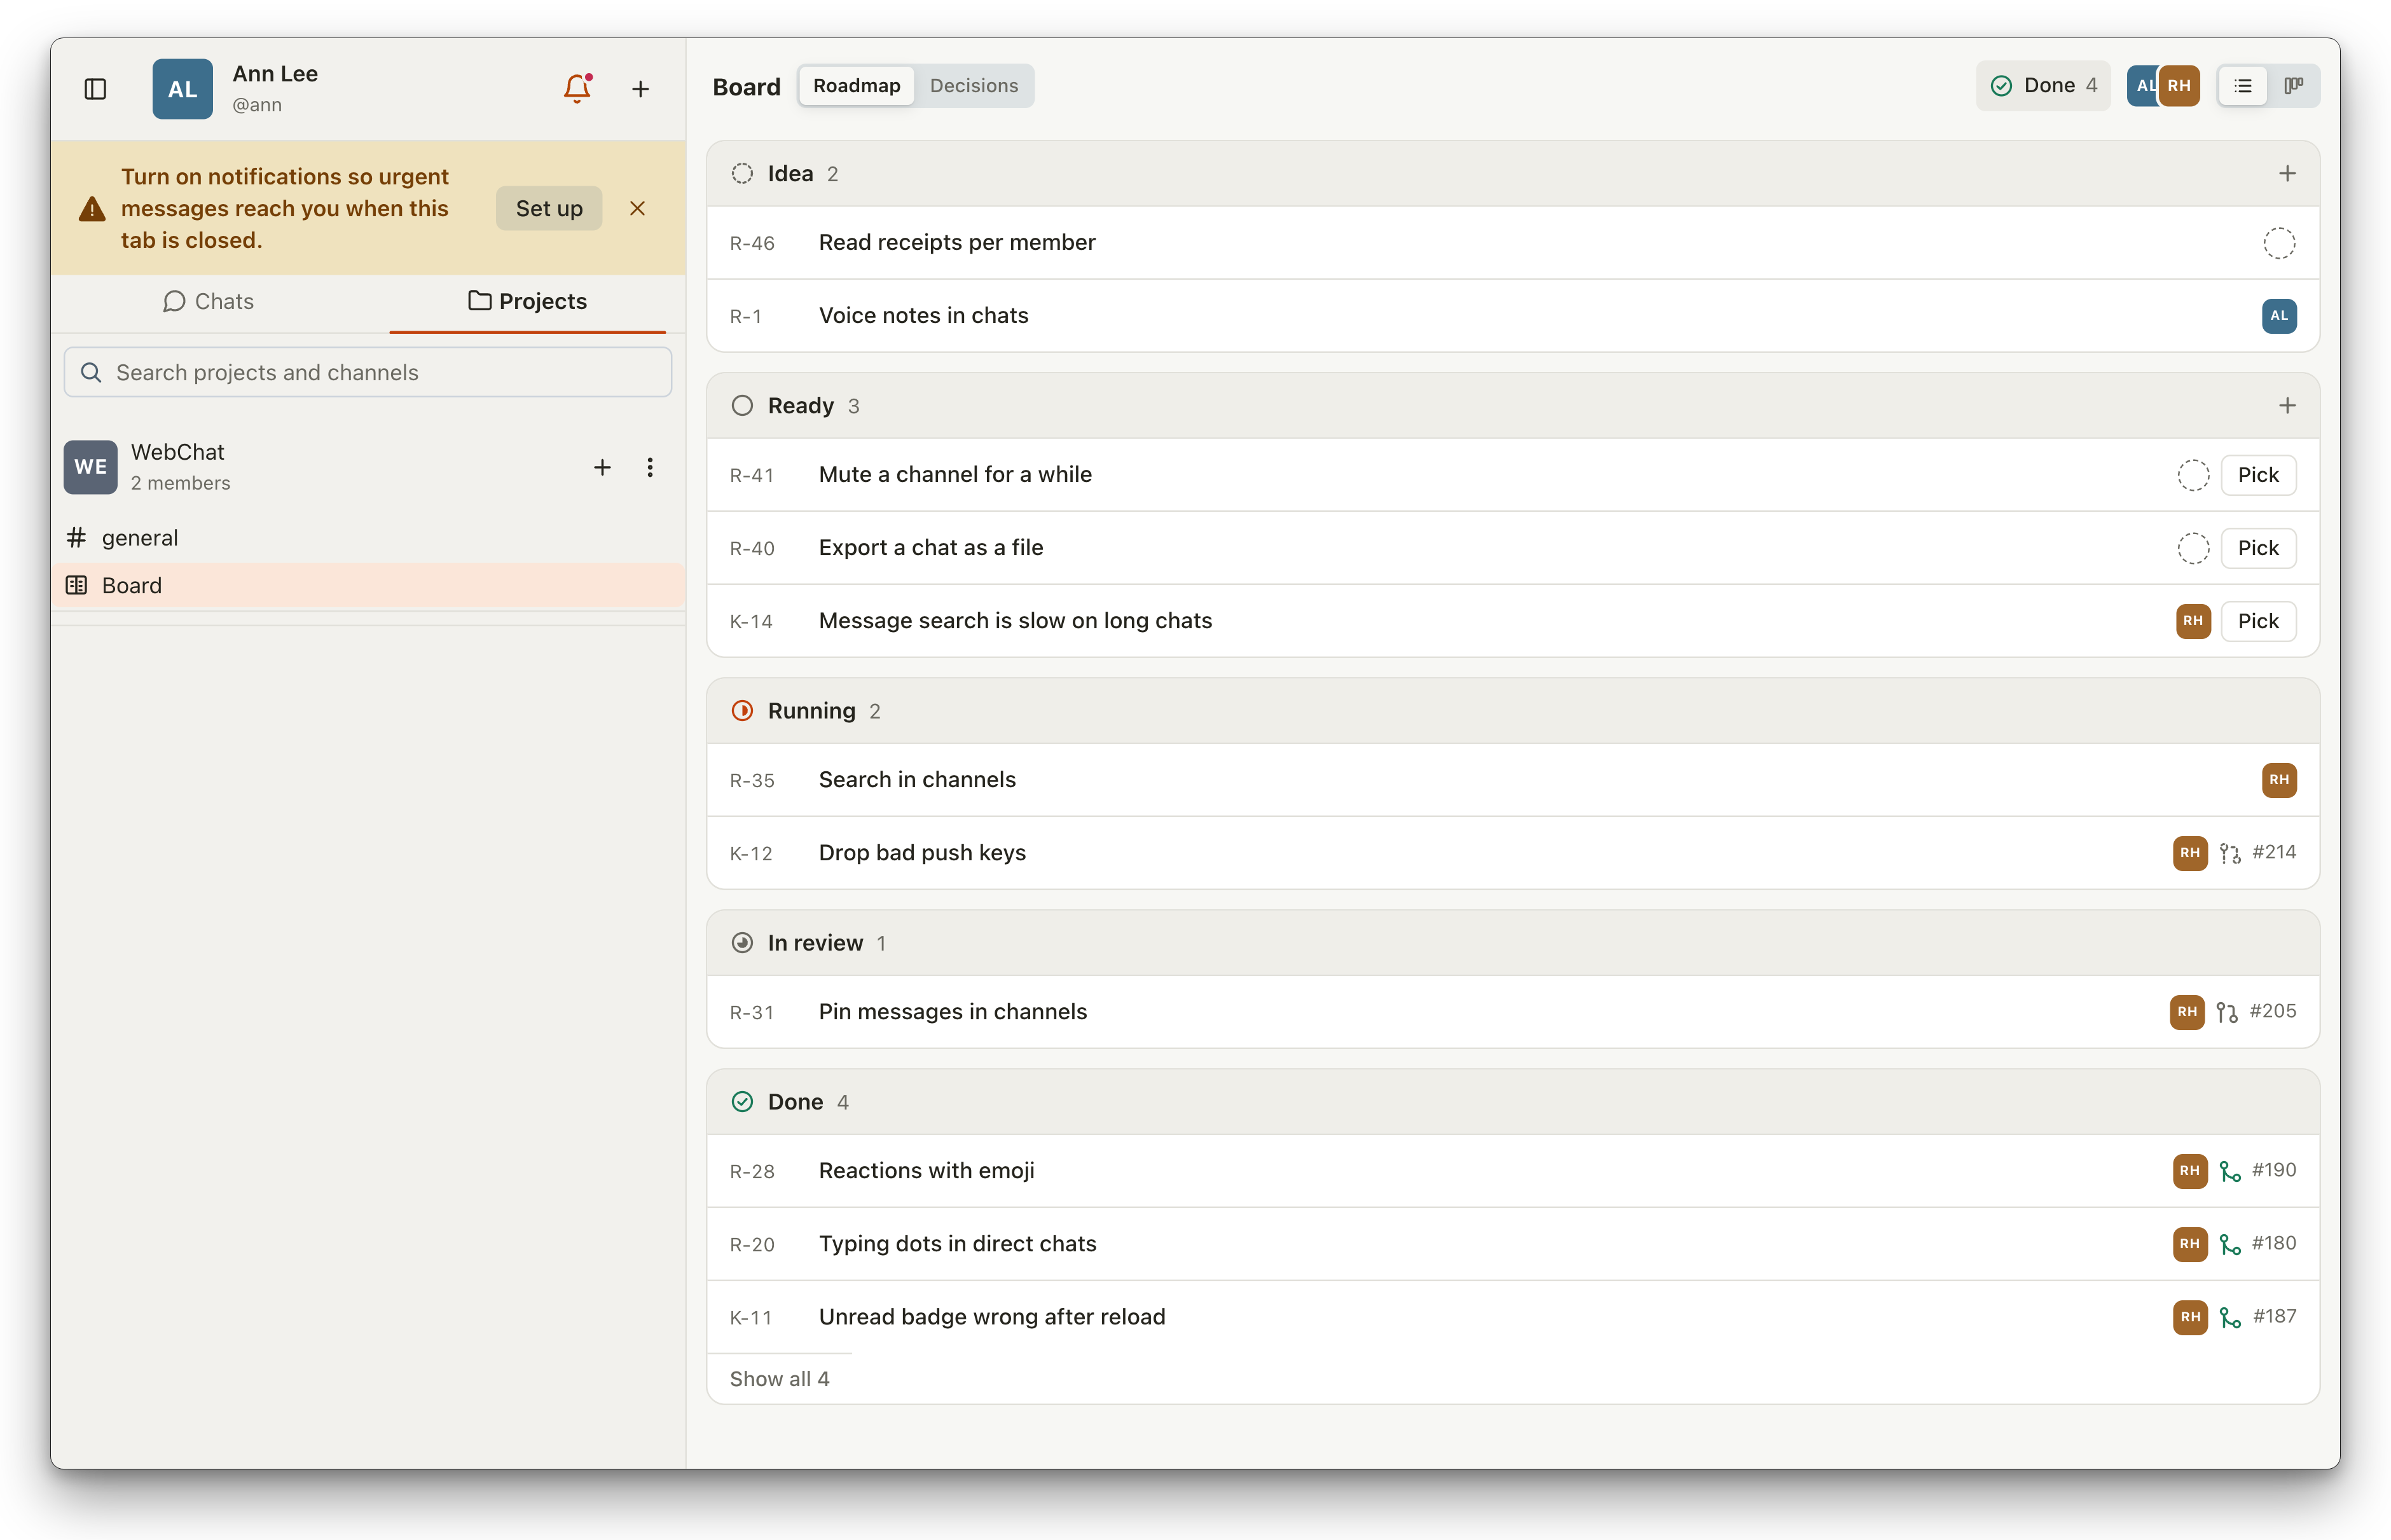 AL
Ann Lee
@ann
Turn on notifications so urgent
messages reach you when this
tab is closed.
Set up
Chats
Projects
Search projects and channels
WE
WebChat
2 members
general
Board
Board
Roadmap
Decisions
Done 4
AL
RH
Idea 2
R-46 Read receipts per member
R-1 Voice notes in chats AL
Ready 3
R-41 Mute a channel for a while Pick
R-40 Export a chat as a file Pick
K-14 Message search is slow on long chats RH Pick
Running 2
R-35 Search in channels RH
K-12 Drop bad push keys RH #214
In review 1
R-31 Pin messages in channels RH #205
Done 4
R-28 Reactions with emoji RH #190
R-20 Typing dots in direct chats RH #180
K-11 Unread badge wrong after reload RH #187
Show all 4